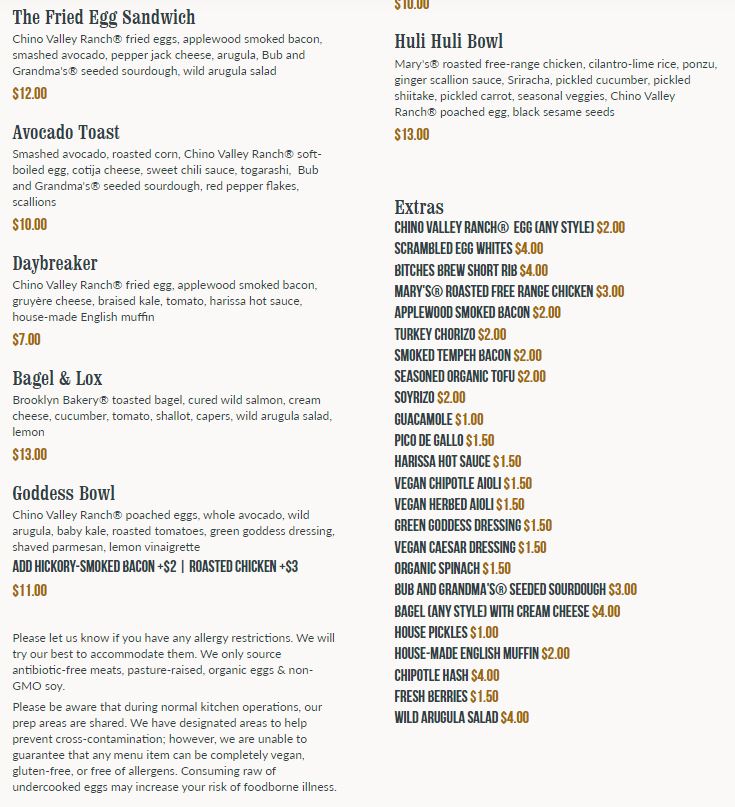 The Fried Egg Sandwich
Chino Valley Ranch® fried eggs, applewood smoked bacon,
smashed avocado, pepper jack cheese, arugula, Bub and
Grandma's® seeded sourdough, wild arugula salad
$12.00
Avocado Toast
Smashed avocado, roasted corn, Chino Valley Ranch® soft-
boiled egg, cotija cheese, sweet chili sauce, togarashi, Bub
and Grandma's® seeded sourdough, red pepper flakes,
scallions
$10.00
Daybreaker
Chino Valley Ranch® fried egg, applewood smoked bacon,
gruyère cheese, braised kale, tomato, harissa hot sauce,
house-made English muffin
$7.00
Bagel & Lox
Brooklyn Bakery® toasted bagel, cured wild salmon, cream
cheese, cucumber, tomato, shallot, capers, wild arugula salad,
lemon
$13.00
Goddess Bowl
Chino Valley Ranch® poached eggs, whole avocado, wild
arugula, baby kale, roasted tomatoes, green goddess dressing,
shaved parmesan, lemon vinaigrette
ADD HICKORY-SMOKED BACON +$2 | ROASTED CHICKEN +$3
$11.00
Please let us know if you have any allergy restrictions. We will
try our best to accommodate them. We only source
antibiotic-free meats, pasture-raised, organic eggs & non-
GMO soy.
Please be aware that during normal kitchen operations, our
prep areas are shared. We have designated areas to help
prevent cross-contamination; however, we are unable to
guarantee that any menu item can be completely vegan,
gluten-free, or free of allergens. Consuming raw of
undercooked eggs may increase your risk of foodborne illness.
$10.00
Huli Huli Bowl
Mary's® roasted free-range chicken, cilantro-lime rice, ponzu,
ginger scallion sauce, Sriracha, pickled cucumber, pickled
shiitake, pickled carrot, seasonal veggies, Chino Valley
Ranch® poached egg, black sesame seeds
$13.00
Extras
CHINO VALLEY RANCH® EGG (ANY STYLE) $2.00
SCRAMBLED EGG WHITES $4.00
BITCHES BREW SHORT RIB $4.00
MARY'S® ROASTED FREE RANGE CHICKEN $3.00
APPLEWOOD SMOKED BACON $2.00
TURKEY CHORIZO $2.00
SMOKED TEMPEH BACON $2.00
SEASONED ORGANIC TOFU $2.00
SOYRIZO $2.00
GUACAMOLE $1.00
PICO DE GALLO $1.50
HARISSA HOT SAUCE $1.50
VEGAN CHIPOTLE AIOLI $1.50
VEGAN HERBED AIOLI $1.50
GREEN GODDESS DRESSING $1.50
VEGAN CAESAR DRESSING $1.50
ORGANIC SPINACH $1.50
BUB AND GRANDMA'S® SEEDED SOURDOUGH $3.00
BAGEL (ANY STYLE) WITH CREAM CHEESE $4.00
HOUSE PICKLES $1.00
HOUSE-MADE ENGLISH MUFFIN $2.00
CHIPOTLE HASH $4.00
FRESH BERRIES $1.50
WILD ARUGULA SALAD $4.00